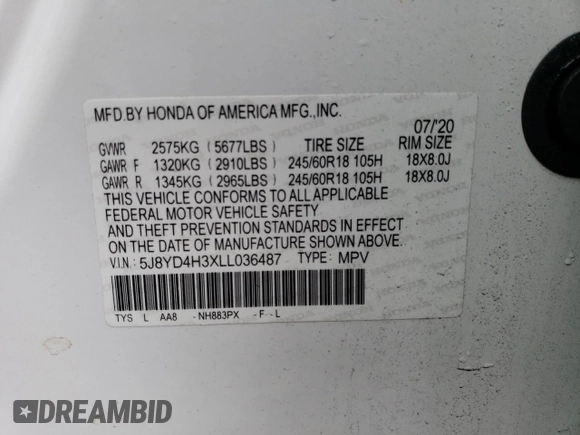 MFD.BY HONDA OF AMERICA MFG.,INC.
07/'20
GVWR 2575KG (5677LBS) TIRE SIZE RIM SIZE
GAWR F 1320KG (2910LBS) 245/60R18 105H 18X8.0J
GAWR R 1345KG (2965LBS) 245/60R18 105H 18X8.0J
THIS VEHICLE CONFORMS TO ALL APPLICABLE
FEDERAL MOTOR VEHICLE SAFETY
AND THEFT PREVENTION STANDARDS IN EFFECT
ON THE DATE OF MANUFACTURE SHOWN ABOVE.
V.I.N: 5J8YD4H3XLL036487 TYPE: MPV
TYS L AA8 -NH883PX -F-L
DREAMBID